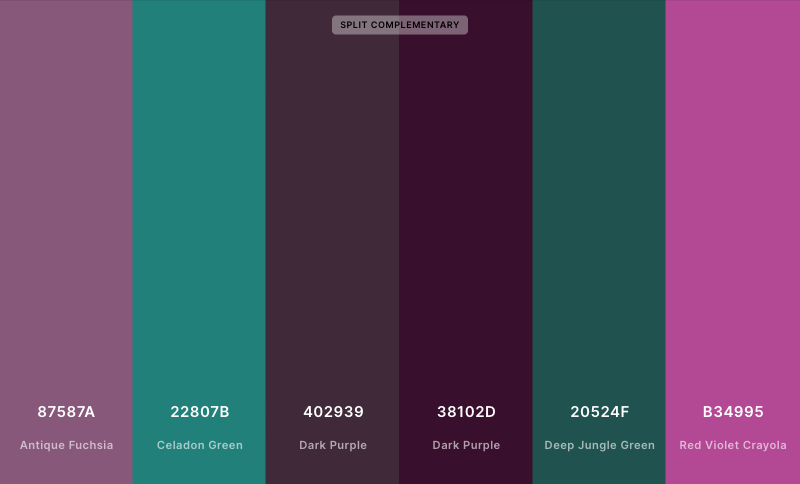 SPLIT COMPLEMENTARY
87587A
22807B
402939
38102D
20524F
B34995
Antique Fuchsia
Celadon Green
Dark Purple
Dark Purple
Deep Jungle Green
Red Violet Crayola